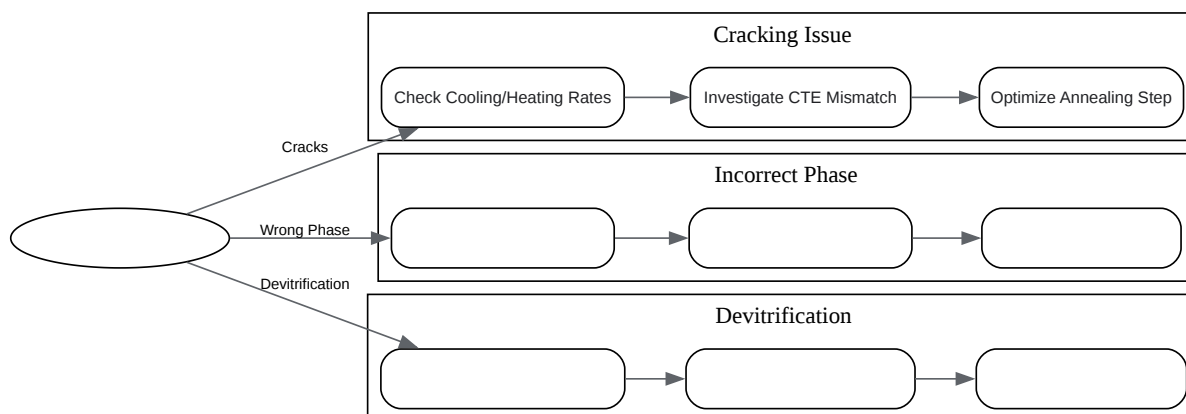 Cracking Issue
Check Cooling/Heating Rates
Investigate CTE Mismatch
Optimize Annealing Step
Cracks
Incorrect Phase
Wrong Phase
Devitrification
Devitrification